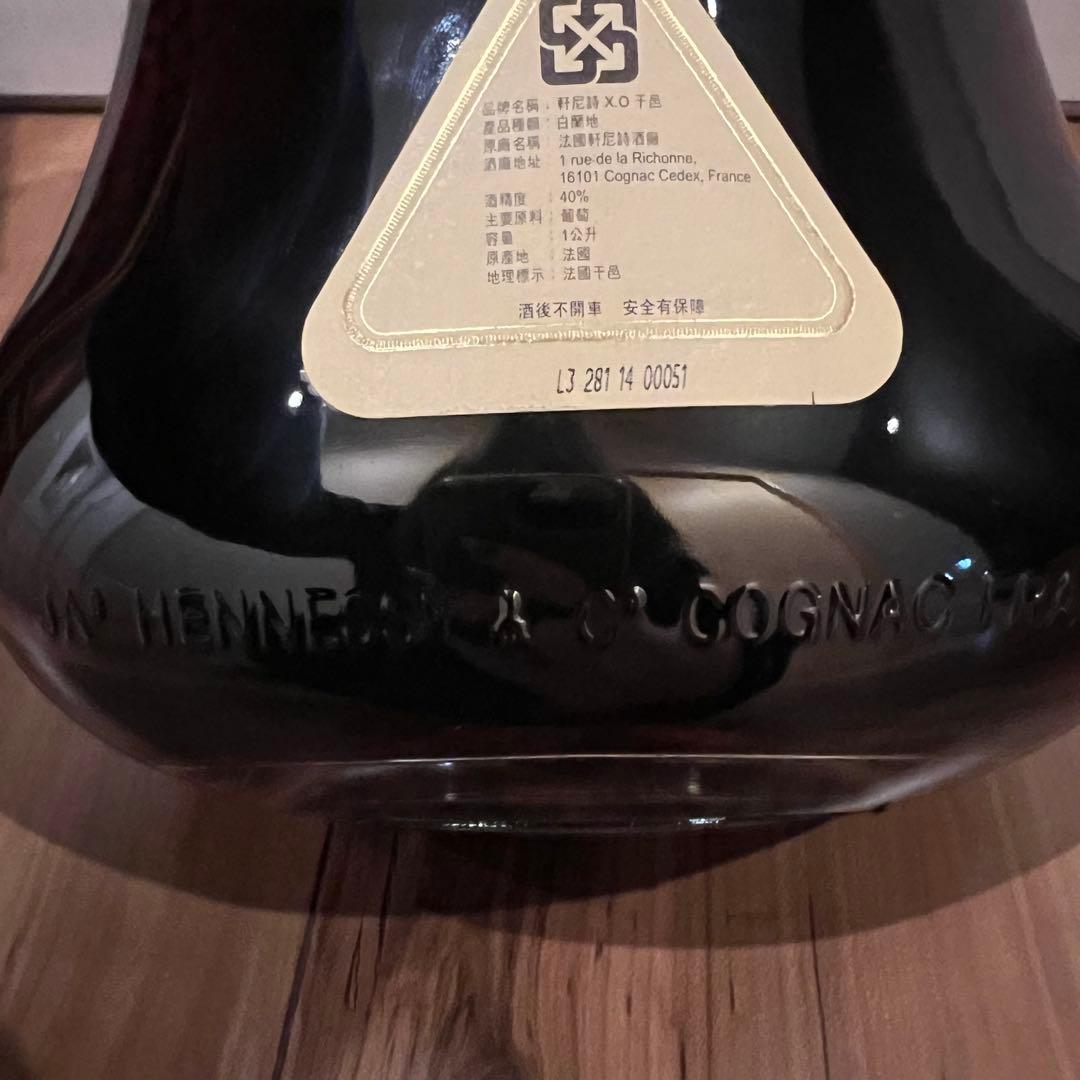 品牌名稱：軒尼詩 X.O 干邑
產品種類：白蘭地
原廠名稱：法國軒尼詩酒廠
酒廠地址：1 rue de la Richonne,
16101 Cognac Cedex, France
酒精度：40%
主要原料：葡萄
容量：1公升
原產地：法國
地理標示：法國干邑
酒後不開車 安全有保障
L3 281 14 00051
JAˢ HENNESSY & Cº COGNAC FRA